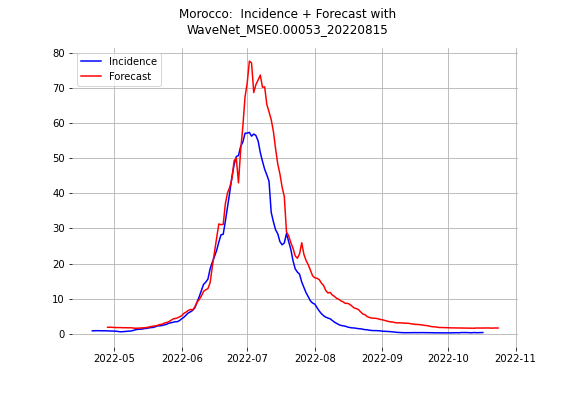 Morocco:  Incidence + Forecast with
WaveNet_MSE0.00053_20220815
Incidence
Forecast
80
70
60
50
40
30
20
10
0
2022-05 2022-06 2022-07 2022-08 2022-09 2022-10 2022-11